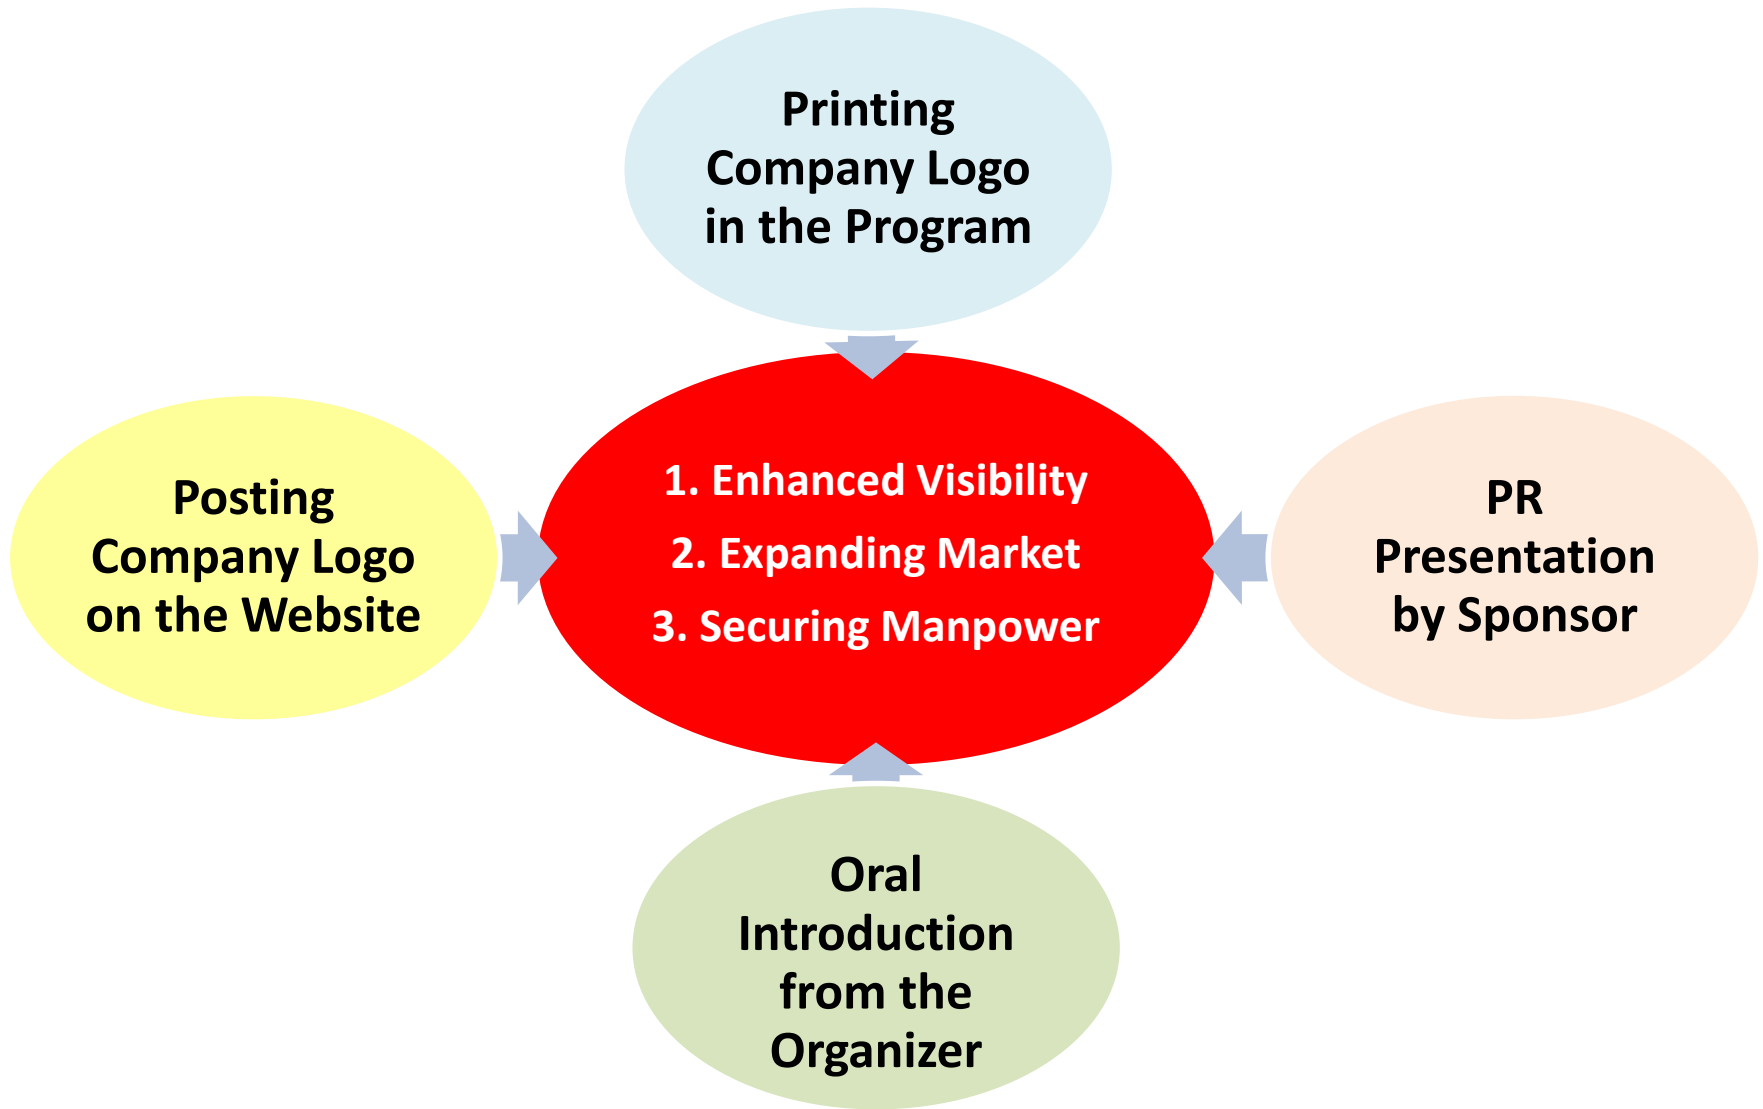 Printing
Company Logo
in the Program
Posting
Company Logo
on the Website
1. Enhanced Visibility
2. Expanding Market
3. Securing Manpower
PR
Presentation
by Sponsor
Oral
Introduction
from the
Organizer